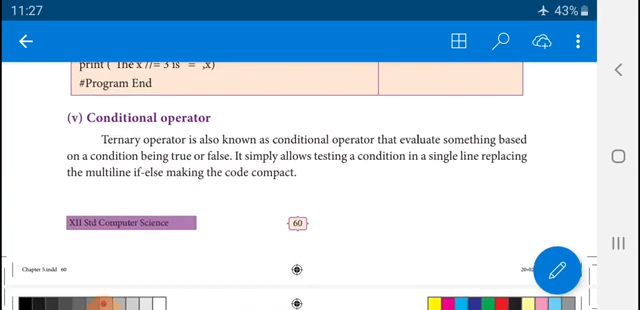 11:27
43%
print ( "The x //= 3 is " = ",x)
#Program End
(v) Conditional operator
Ternary operator is also known as conditional operator that evaluate something based
on a condition being true or false. It simply allows testing a condition in a single line replacing
the multiline if-else making the code compact.
XII Std Computer Science
60
Chapter 5.indd 60